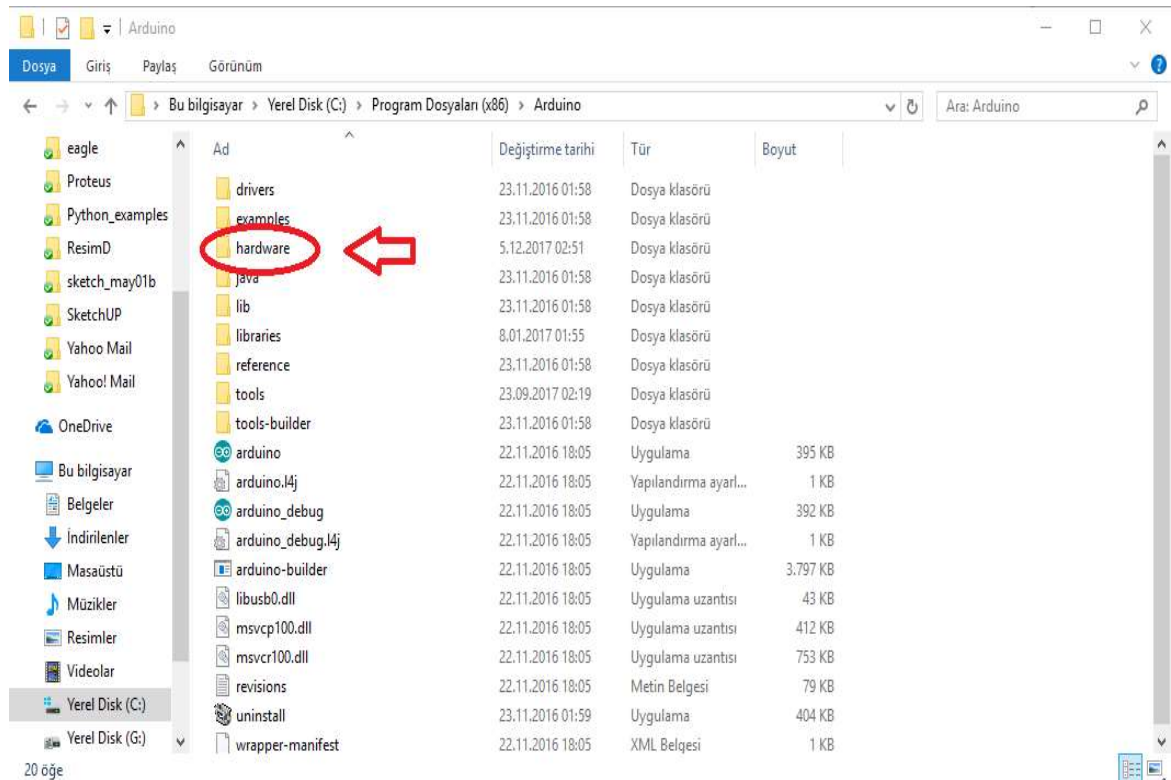 Arduino
Dosya Giriş Paylaş Görünüm
Bu bilgisayar > Yerel Disk (C:) > Program Dosyaları (x86) > Arduino
Ara: Arduino
eagle
Proteus
Python_examples
ResimD
sketch_may01b
SketchUP
Yahoo Mail
Yahoo! Mail
OneDrive
Bu bilgisayar
Belgeler
İndirilenler
Masaüstü
Müzikler
Resimler
Videolar
Yerel Disk (C:)
Yerel Disk (G:)
Ad Değiştirme tarihi Tür Boyut
drivers 23.11.2016 01:58 Dosya klasörü
examples 23.11.2016 01:58 Dosya klasörü
hardware 5.12.2017 02:51 Dosya klasörü
java 23.11.2016 01:58 Dosya klasörü
lib 23.11.2016 01:58 Dosya klasörü
libraries 8.01.2017 01:55 Dosya klasörü
reference 23.11.2016 01:58 Dosya klasörü
tools 23.09.2017 02:19 Dosya klasörü
tools-builder 23.11.2016 01:58 Dosya klasörü
arduino 22.11.2016 18:05 Uygulama 395 KB
arduino.l4j 22.11.2016 18:05 Yapılandırma ayarl... 1 KB
arduino_debug 22.11.2016 18:05 Uygulama 392 KB
arduino_debug.l4j 22.11.2016 18:05 Yapılandırma ayarl... 1 KB
arduino-builder 22.11.2016 18:05 Uygulama 3.797 KB
libusb0.dll 22.11.2016 18:05 Uygulama uzantısı 43 KB
msvcp100.dll 22.11.2016 18:05 Uygulama uzantısı 412 KB
msvcr100.dll 22.11.2016 18:05 Uygulama uzantısı 753 KB
revisions 22.11.2016 18:05 Metin Belgesi 79 KB
uninstall 23.11.2016 01:59 Uygulama 404 KB
wrapper-manifest 22.11.2016 18:05 XML Belgesi 1 KB
20 öğe